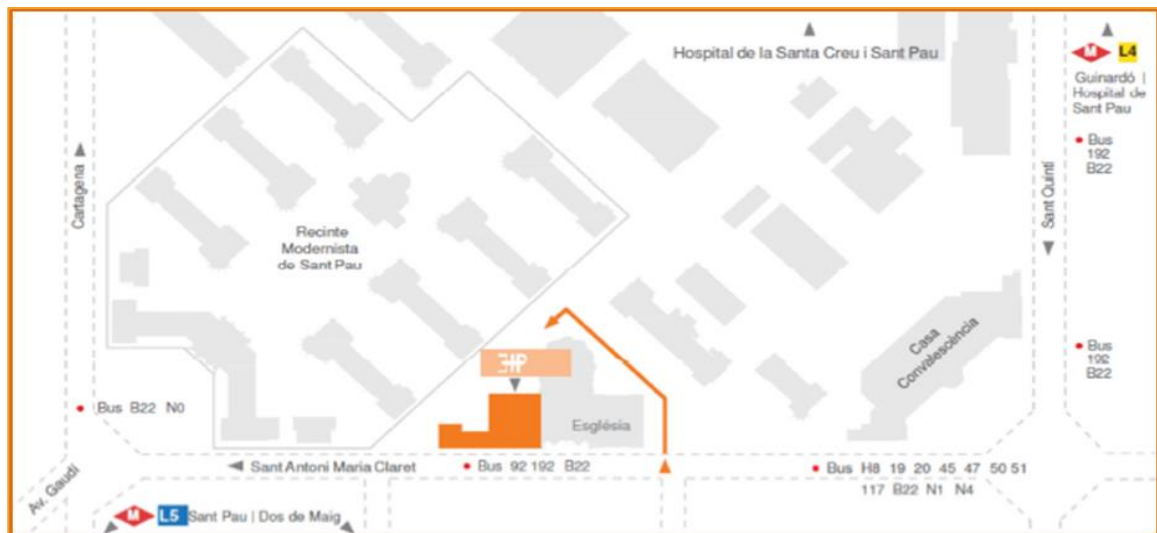 Hospital de la Santa Creu i Sant Pau
M L4
Guinardó |
Hospital de
Sant Pau
Bus
192
B22
Cartagena
Sant Quintí
Recinte
Modernista
de Sant Pau
Casa
Convalescència
Bus
192
B22
Bus B22 N0
Església
Sant Antoni Maria Claret
Bus 92 192 B22
Bus H8 19 20 45 47 50 51
117 B22 N1 N4
Av. Gaudí
M L5 Sant Pau | Dos de Maig